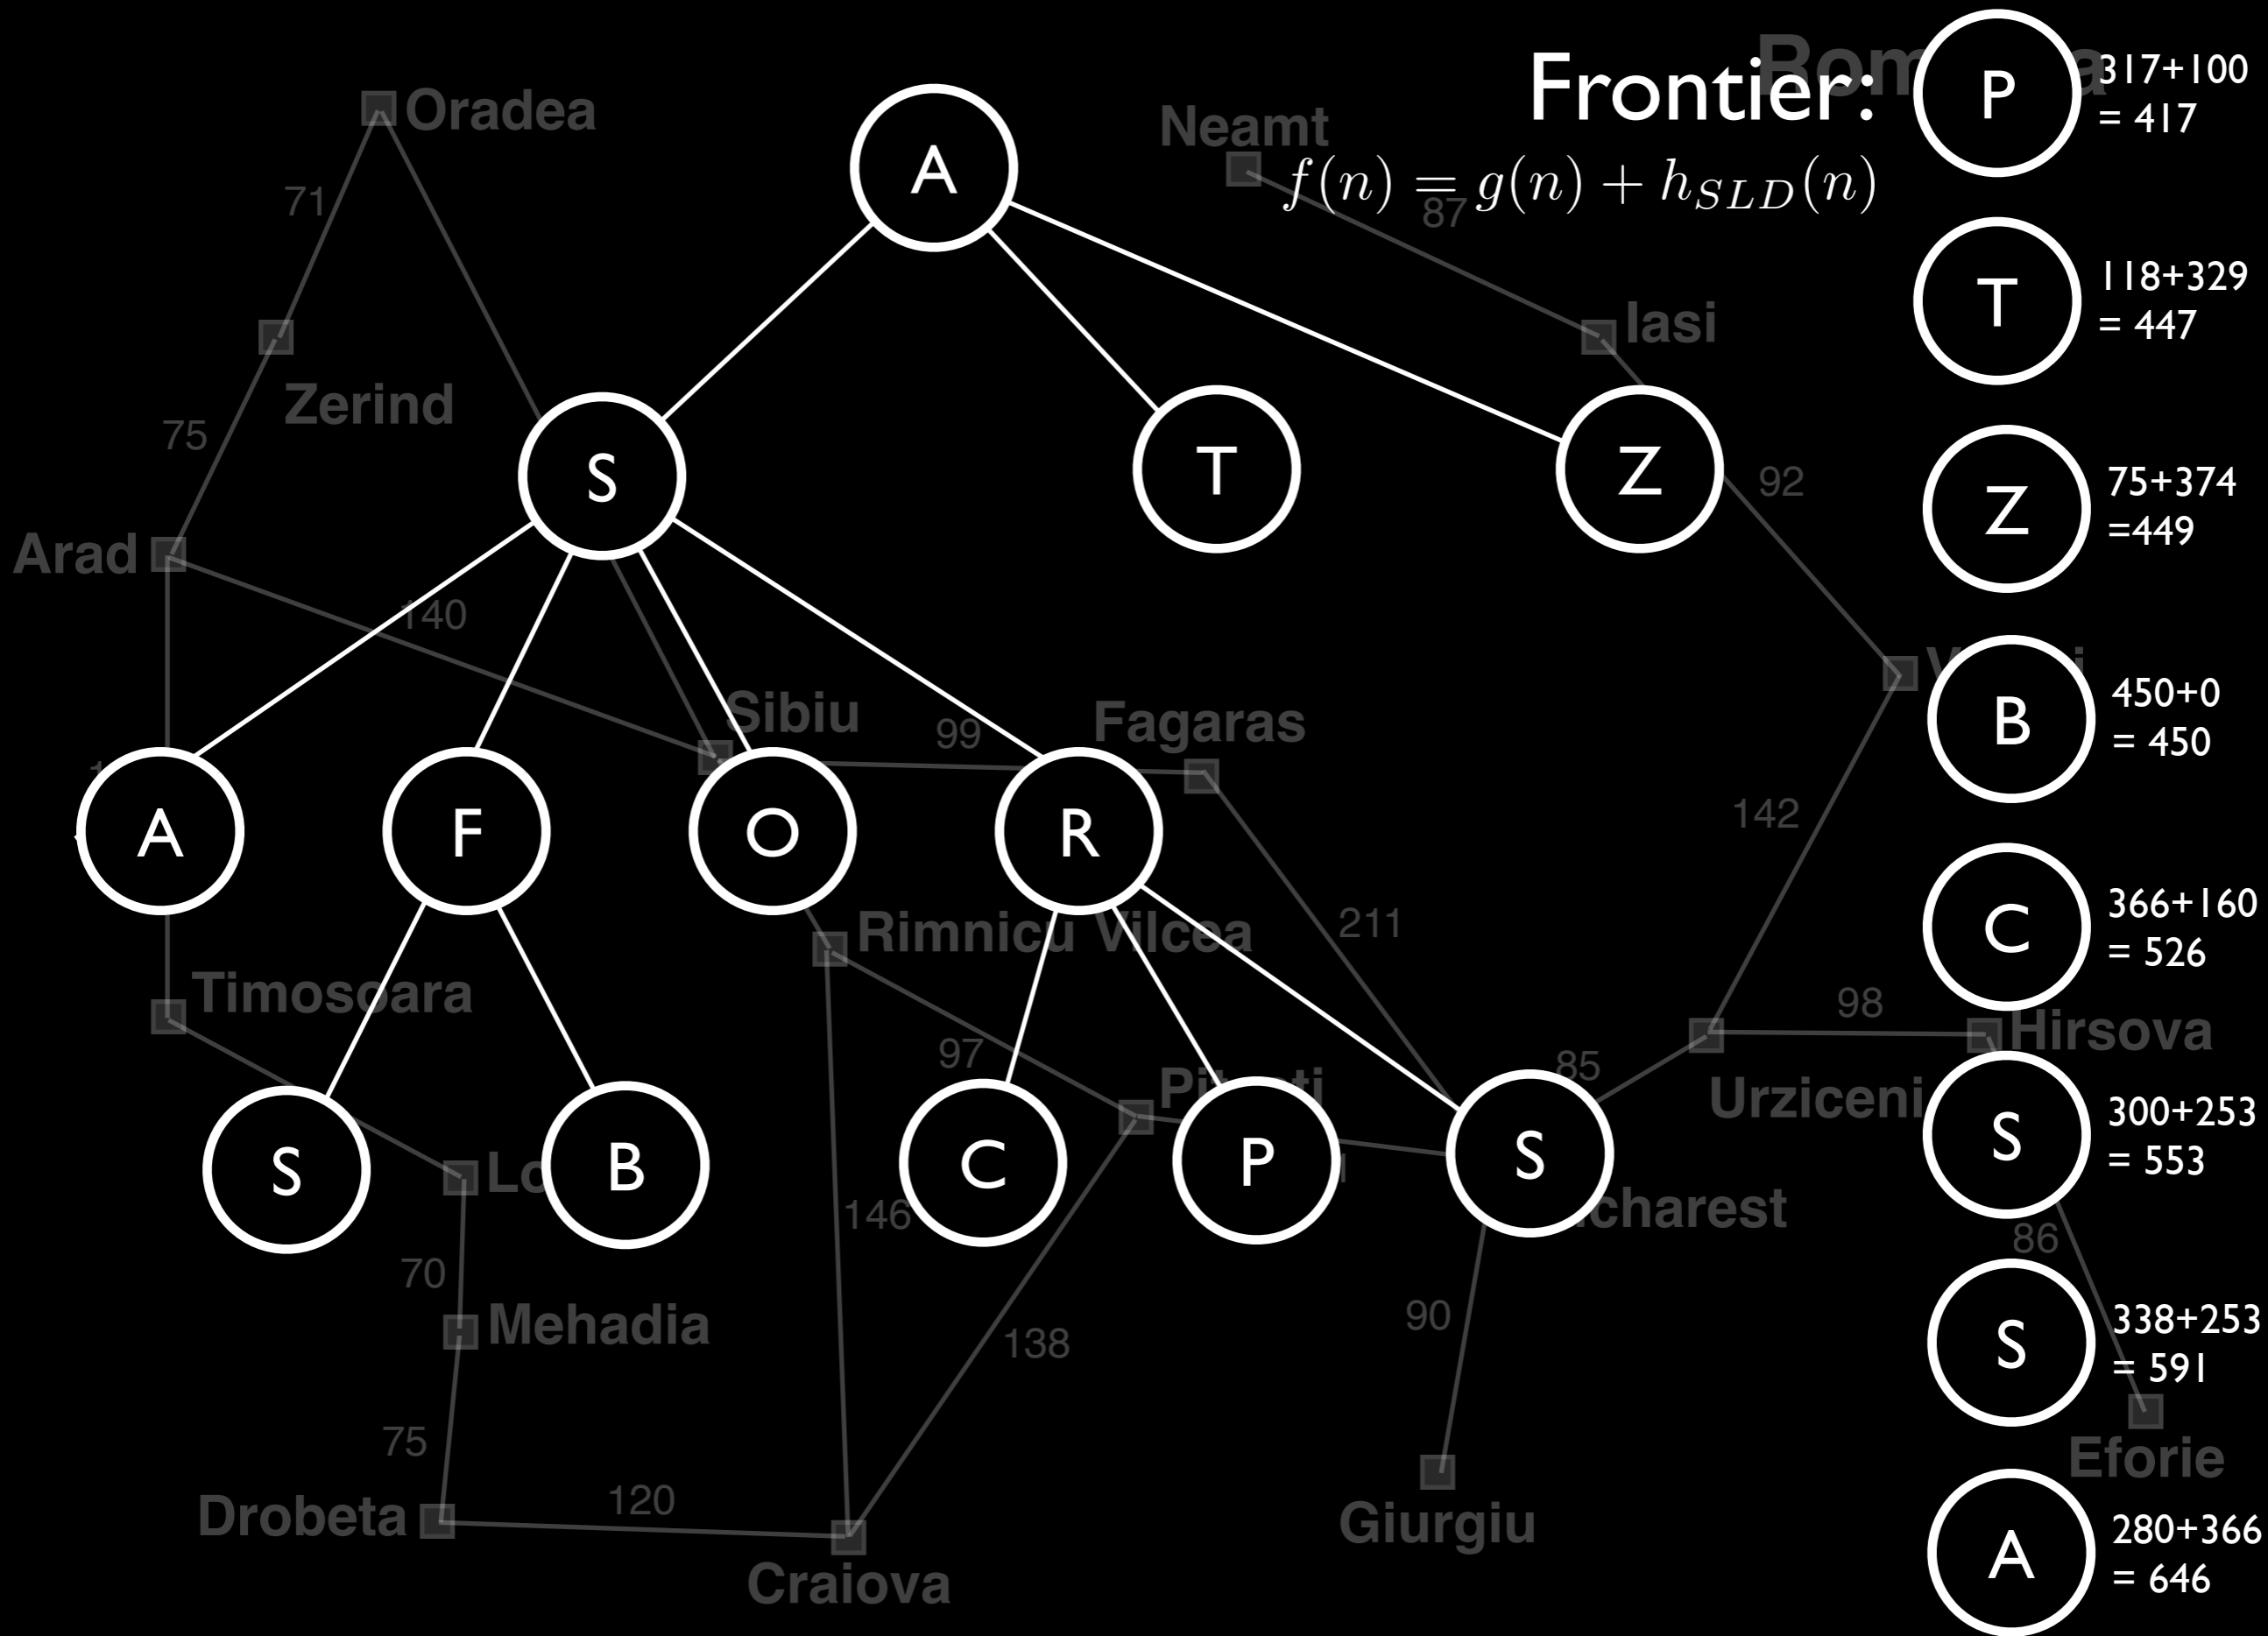 Frontier:
f(n) = g(n) + h_{SLD}(n)
P
317+100
= 417
T
118+329
= 447
Z
75+374
=449
B
450+0
= 450
C
366+160
= 526
S
300+253
= 553
S
338+253
= 591
A
280+366
= 646
A
S
T
Z
A
F
O
R
S
B
C
P
S
Oradea
Neamt
71
87
Iasi
Zerind
75
92
Arad
140
Sibiu
99
Fagaras
142
Rimnicu Vilcea
211
Timisoara
98
Hirsova
97
85
Urziceni
146
70
86
Mehadia
90
138
75
Eforie
120
Drobeta
Giurgiu
Craiova